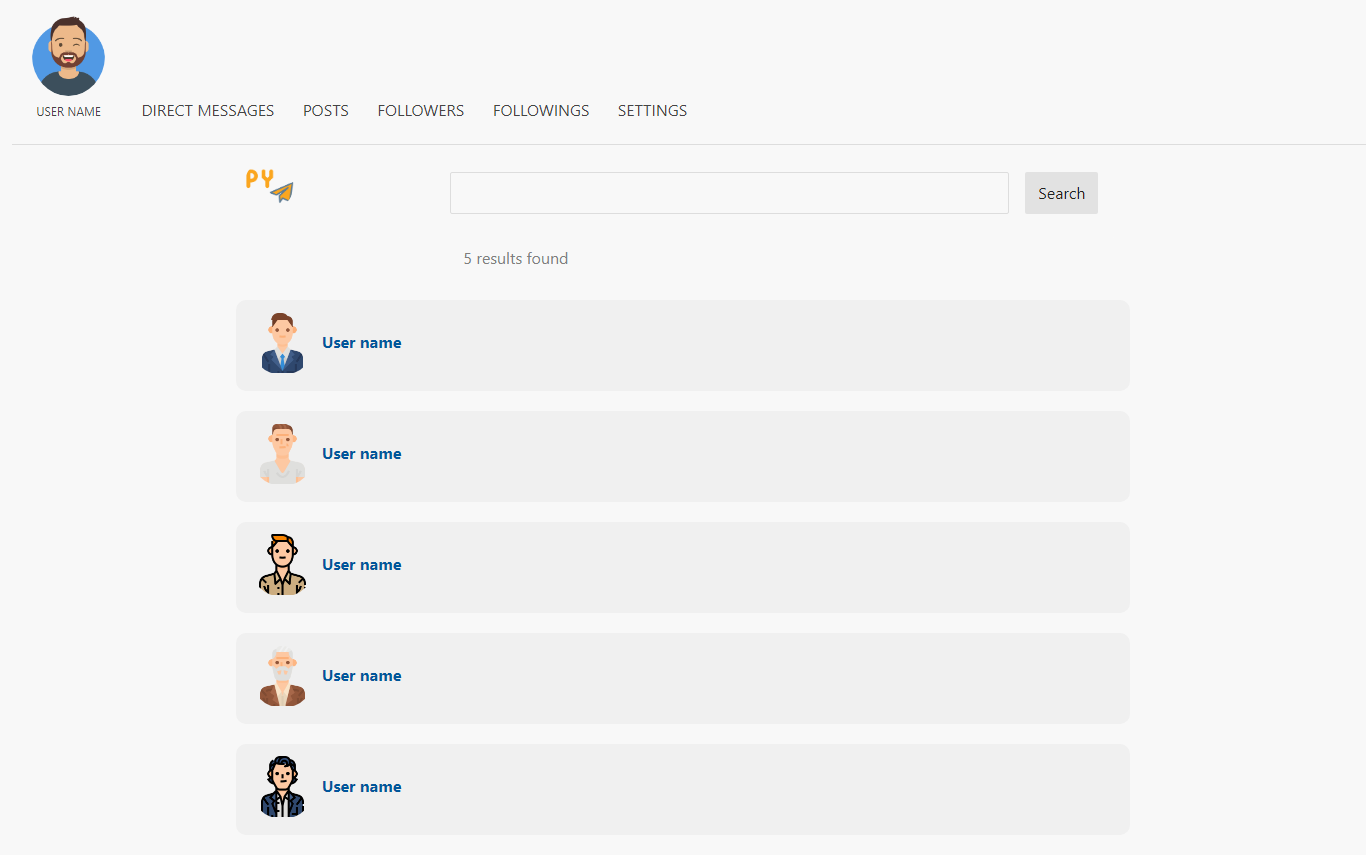 USER NAME DIRECT MESSAGES POSTS FOLLOWERS FOLLOWINGS SETTINGS
PY
Search
5 results found
User name
User name
User name
User name
User name